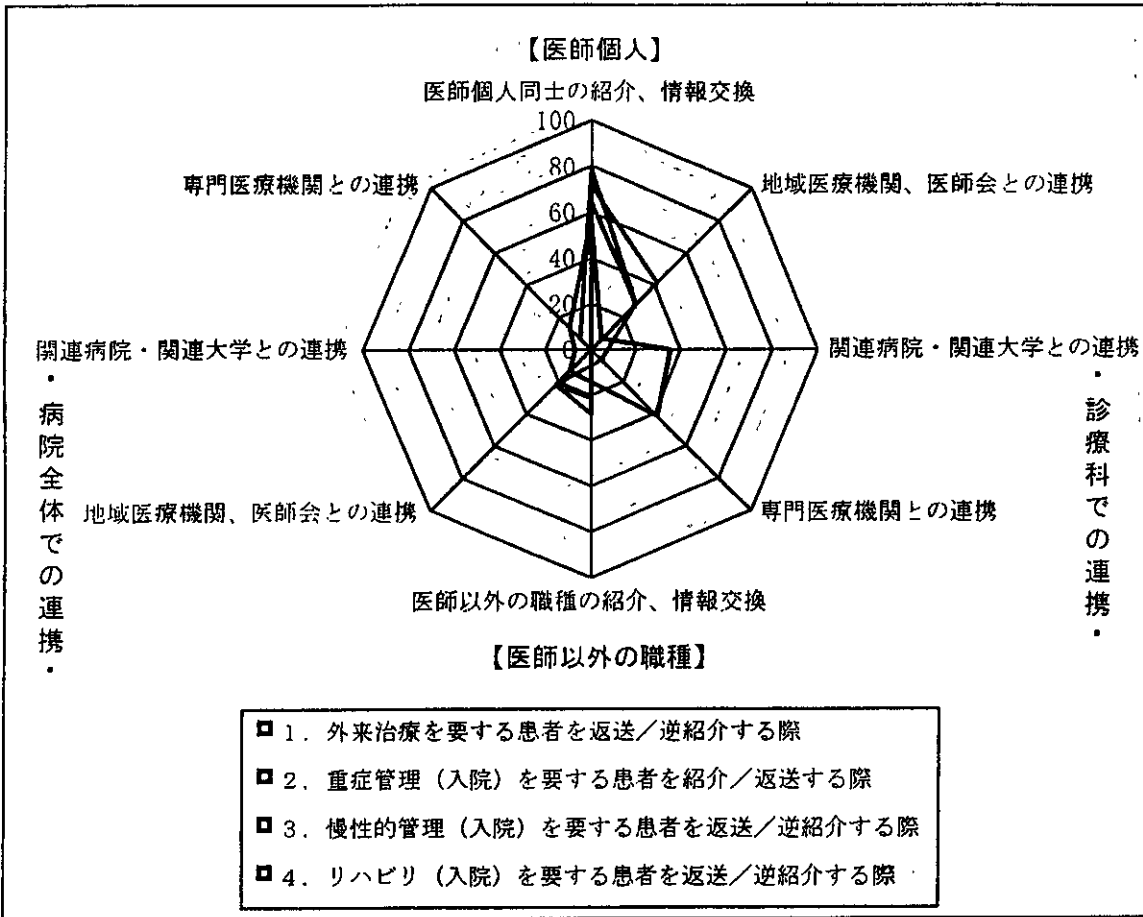 【医師個人】
医師個人同士の紹介、情報交換
100
80
60
40
20
0
地域医療機関、医師会との連携
関連病院・関連大学との連携
専門医療機関との連携
・診療科での連携・
医師以外の職種の紹介、情報交換
【医師以外の職種】
地域医療機関、医師会との連携
関連病院・関連大学との連携
専門医療機関との連携
・病院全体での連携・
1. 外来治療を要する患者を返送／逆紹介する際
2. 重症管理（入院）を要する患者を紹介／返送する際
3. 慢性的管理（入院）を要する患者を返送／逆紹介する際
4. リハビリ（入院）を要する患者を返送／逆紹介する際